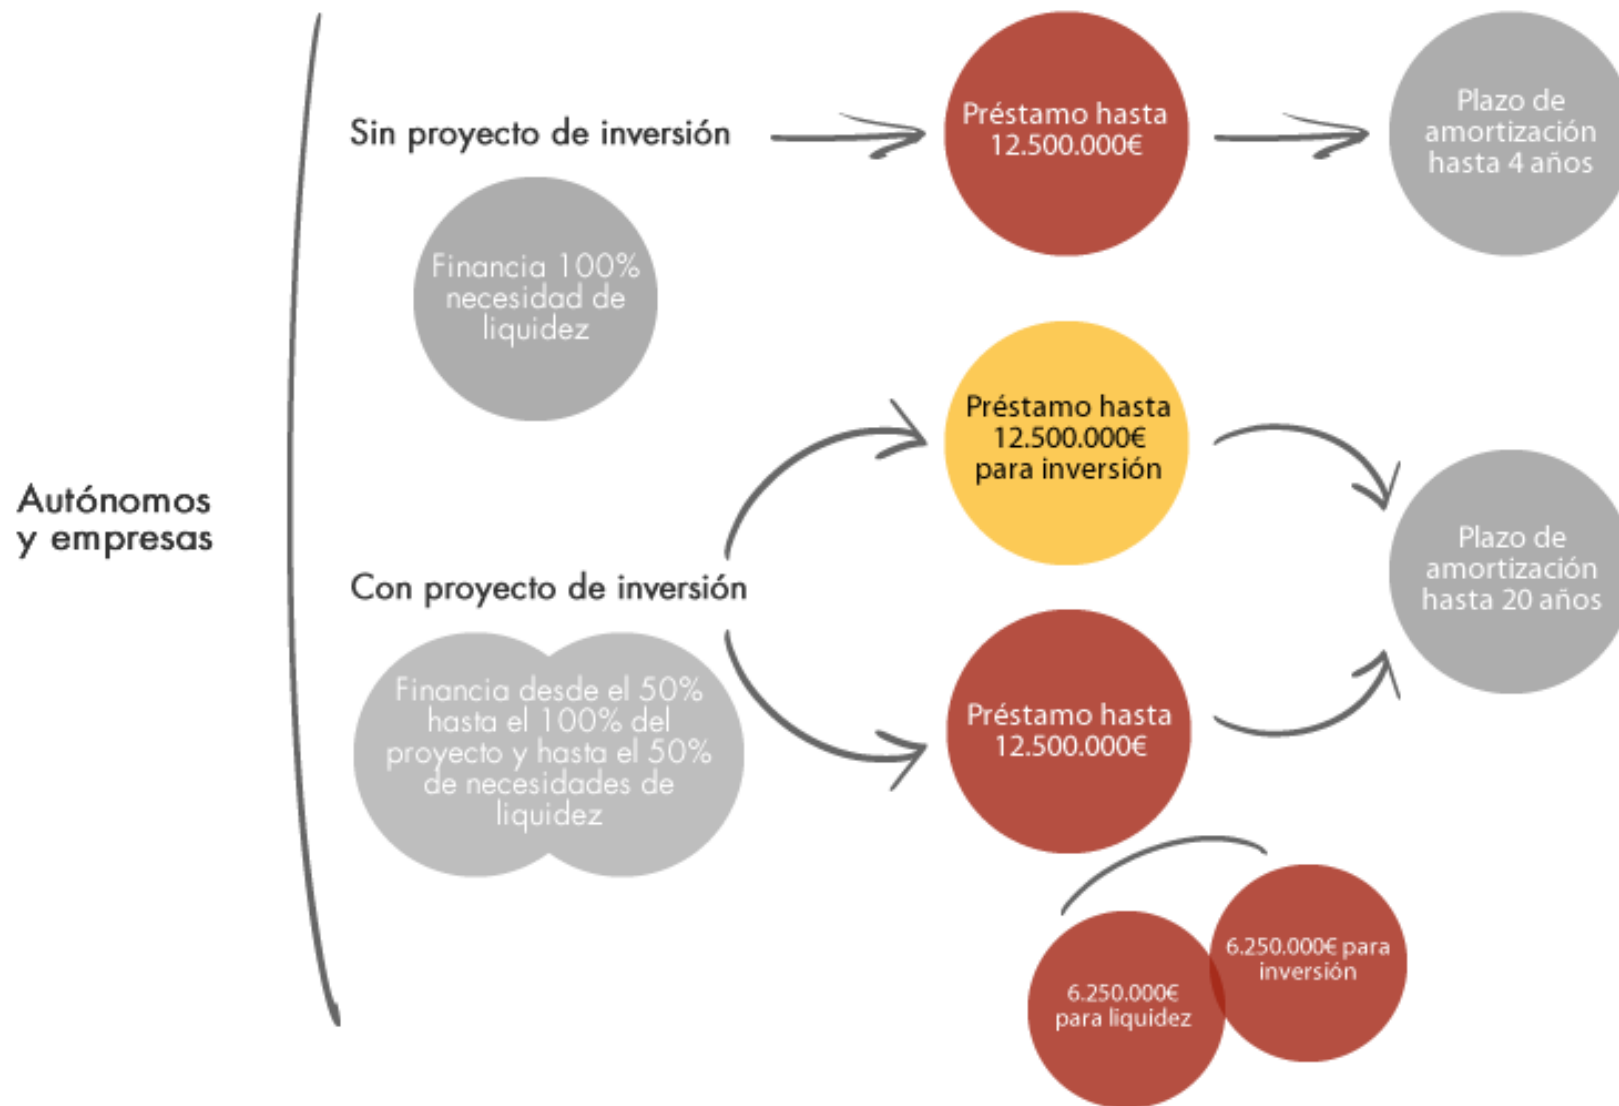 Autónomos
y empresas
Sin proyecto de inversión
Financia 100%
necesidad de
liquidez
Préstamo hasta
12.500.000€
Plazo de
amortización
hasta 4 años
Con proyecto de inversión
Financia desde el 50%
hasta el 100% del
proyecto y hasta el 50%
de necesidades de
liquidez
Préstamo hasta
12.500.000€
para inversión
Préstamo hasta
12.500.000€
6.250.000€
para liquidez
6.250.000€ para
inversión
Plazo de
amortización
hasta 20 años